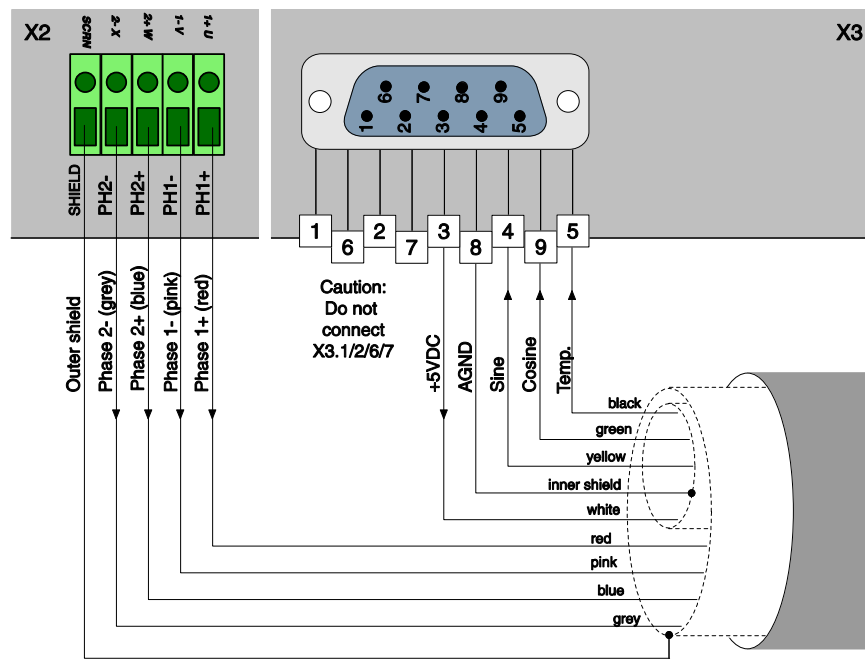 X2
SCRN
2-X
2+W
1-V
1+U
SHIELD
PH2-
PH2+
PH1-
PH1+
Outer shield
Phase 2- (grey)
Phase 2+ (blue)
Phase 1- (pink)
Phase 1+ (red)
X3
6
7
8
9
1
2
3
4
5
1
6
2
7
3
8
4
9
5
Caution:
Do not
connect
X3.1/2/6/7
+5VDC
AGND
Sine
Cosine
Temp.
black
green
yellow
inner shield
white
red
pink
blue
grey